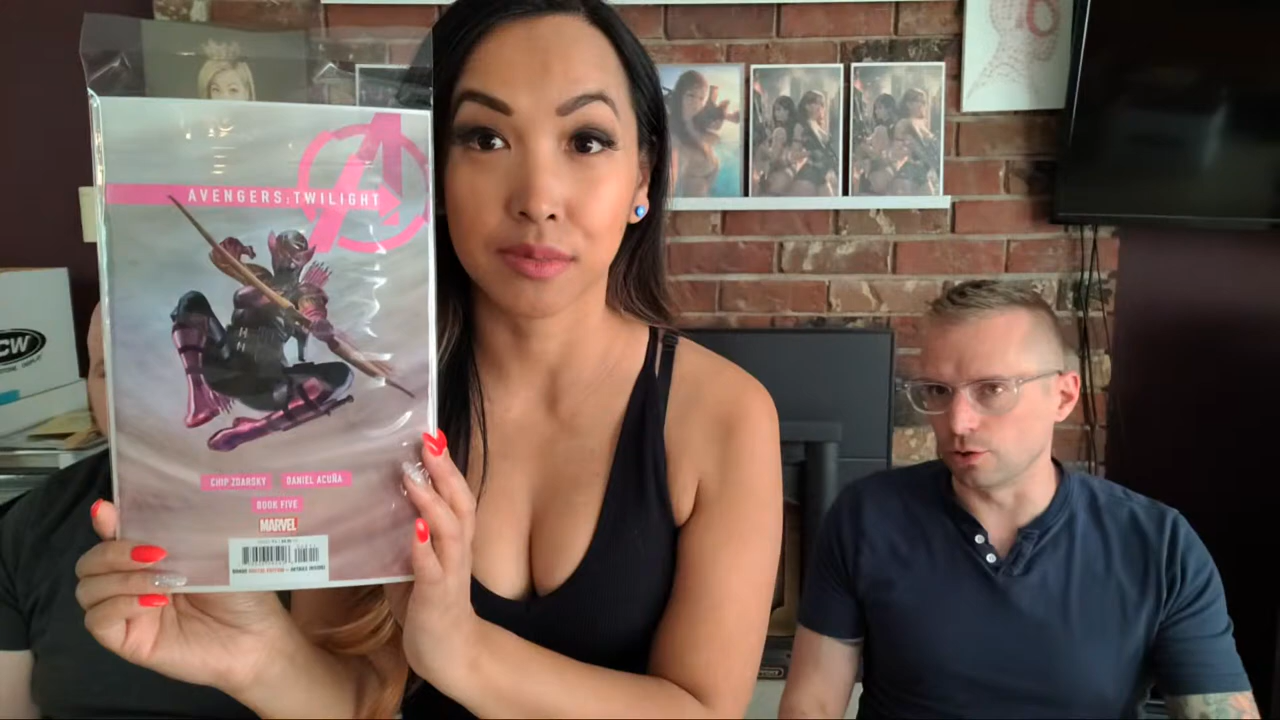 AVENGERS:TWILIGHT
CHIP ZDARSKY
DANIEL ACUÑA
BOOK FIVE
MARVEL
CW